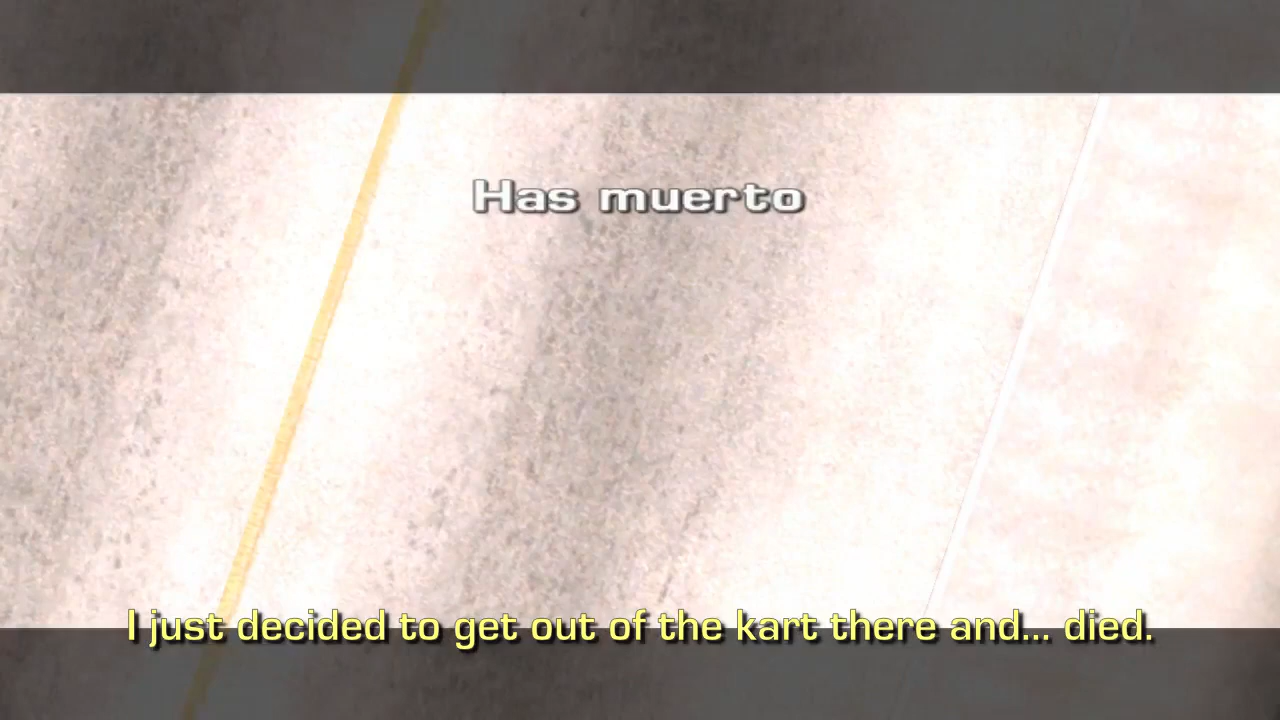 Has muerto
I just decided to get out of the kart there and... died.